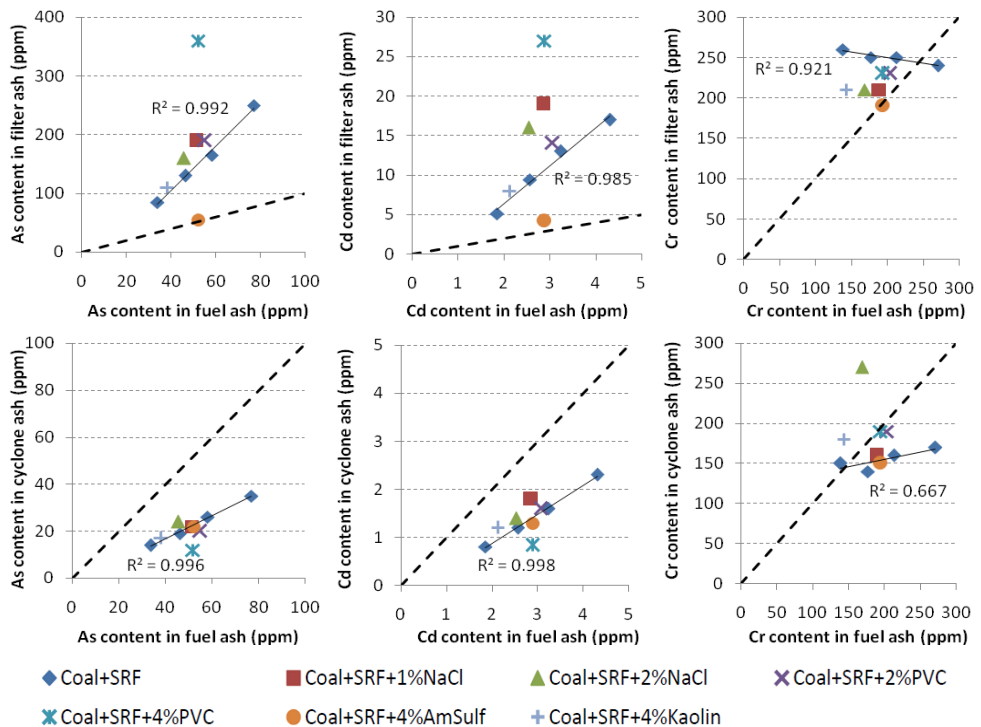 As content in filter ash (ppm)
400
300
200
100
0
R² = 0.992
0 20 40 60 80 100
As content in fuel ash (ppm)
Cd content in filter ash (ppm)
30
25
20
15
10
5
0
R² = 0.985
0 1 2 3 4 5
Cd content in fuel ash (ppm)
Cr content in filter ash (ppm)
300
250
200
150
100
50
0
R² = 0.921
0 50 100 150 200 250 300
Cr content in fuel ash (ppm)
As content in cyclone ash (ppm)
100
80
60
40
20
0
R² = 0.996
0 20 40 60 80 100
As content in fuel ash (ppm)
Cd content in cyclone ash (ppm)
5
4
3
2
1
0
R² = 0.998
0 1 2 3 4 5
Cd content in fuel ash (ppm)
Cr content in cyclone ash (ppm)
300
250
200
150
100
50
0
R² = 0.667
0 50 100 150 200 250 300
Cr content in fuel ash (ppm)
Coal+SRF
Coal+SRF+1%NaCl
Coal+SRF+2%NaCl
Coal+SRF+2%PVC
Coal+SRF+4%PVC
Coal+SRF+4%AmSulf
Coal+SRF+4%Kaolin